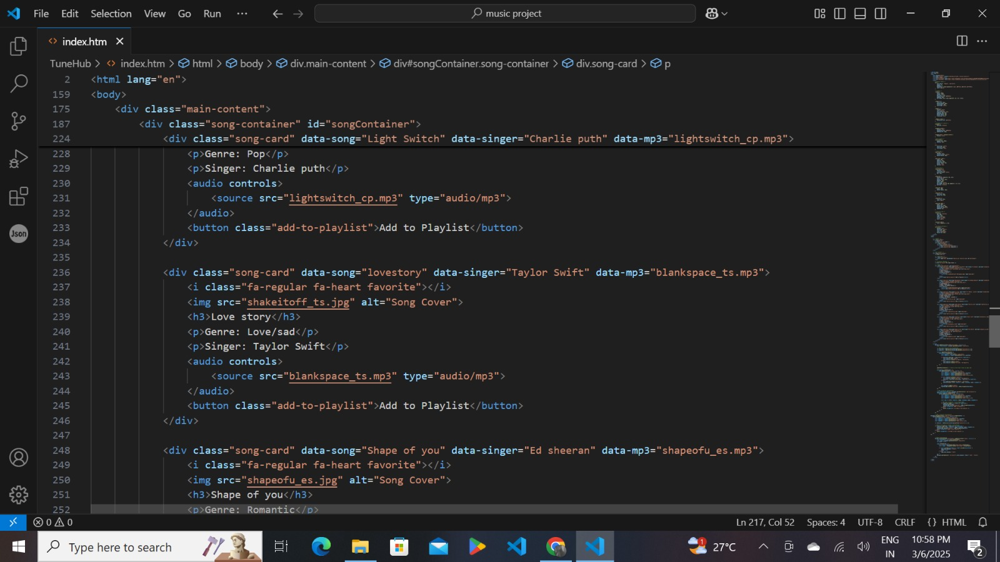 File Edit Selection View Go Run ··· music project
index.htm
TuneHub > index.htm > html > body > div.main-content > div#songContainer.song-container > div.song-card > p
2 <html lang="en">
159 <body>
175 <div class="main-content">
187 <div class="song-container" id="songContainer">
224 <div class="song-card" data-song="Light Switch" data-singer="Charlie puth" data-mp3="lightswitch_cp.mp3">
228 <p>Genre: Pop</p>
229 <p>Singer: Charlie puth</p>
230 <audio controls>
231 <source src="lightswitch_cp.mp3" type="audio/mp3">
232 </audio>
233 <button class="add-to-playlist">Add to Playlist</button>
234 </div>
235
236 <div class="song-card" data-song="lovestory" data-singer="Taylor Swift" data-mp3="blankspace_ts.mp3">
237 <i class="fa-regular fa-heart favorite"></i>
238 <img src="shakeitoff_ts.jpg" alt="Song Cover">
239 <h3>Love story</h3>
240 <p>Genre: Love/sad</p>
241 <p>Singer: Taylor Swift</p>
242 <audio controls>
243 <source src="blankspace_ts.mp3" type="audio/mp3">
244 </audio>
245 <button class="add-to-playlist">Add to Playlist</button>
246 </div>
247
248 <div class="song-card" data-song="Shape of you" data-singer="Ed sheeran" data-mp3="shapeofu_es.mp3">
249 <i class="fa-regular fa-heart favorite"></i>
250 <img src="shapeofu_es.jpg" alt="Song Cover">
251 <h3>Shape of you</h3>
252 <p>Genre: Romantic</p>
Json
0 0 Ln 217, Col 52 Spaces: 4 UTF-8 CRLF {} HTML
Type here to search
1 27°C
ENG
IN
10:58 PM
3/6/2025
2